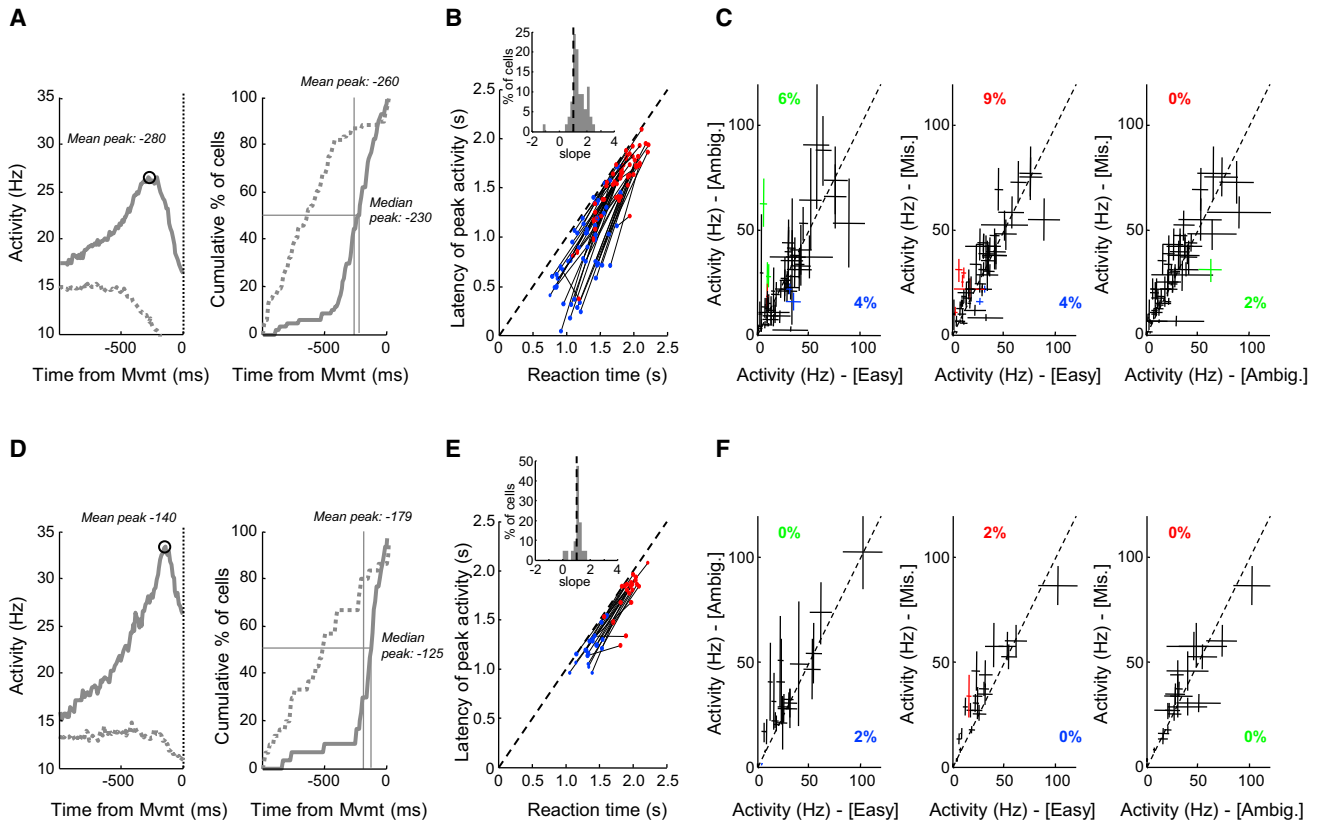 A
Mean peak: -280
35
30
25
20
15
10
Activity (Hz)
-500
0
Time from Mvmt (ms)
Mean peak: -260
100
80
60
40
20
0
Cumulative % of cells
Median
peak: -230
-500
0
Time from Mvmt (ms)
B
25
20
15
10
5
0
% of cells
-2
0
2
4
slope
2.5
2.0
1.5
1.0
0.5
0
Latency of peak activity (s)
0
0.5
1.0
1.5
2.0
2.5
Reaction time (s)
C
6%
100
50
0
Activity (Hz) - [Ambig.]
4%
0
50
100
Activity (Hz) - [Easy]
9%
100
50
0
Activity (Hz) - [Mis.]
4%
0
50
100
Activity (Hz) - [Easy]
0%
100
50
0
Activity (Hz) - [Mis.]
2%
0
50
100
Activity (Hz) - [Ambig.]
D
Mean peak -140
35
30
25
20
15
10
Activity (Hz)
-500
0
Time from Mvmt (ms)
Mean peak: -179
100
80
60
40
20
0
Cumulative % of cells
Median
peak: -125
-500
0
Time from Mvmt (ms)
E
50
40
30
20
10
0
% of cells
-2
0
2
4
slope
2.5
2.0
1.5
1.0
0.5
0
Latency of peak activity (s)
0
0.5
1.0
1.5
2.0
2.5
Reaction time (s)
F
0%
100
50
0
Activity (Hz) - [Ambig.]
2%
0
50
100
Activity (Hz) - [Easy]
2%
100
50
0
Activity (Hz) - [Mis.]
0%
0
50
100
Activity (Hz) - [Easy]
0%
100
50
0
Activity (Hz) - [Mis.]
0%
0
50
100
Activity (Hz) - [Ambig.]